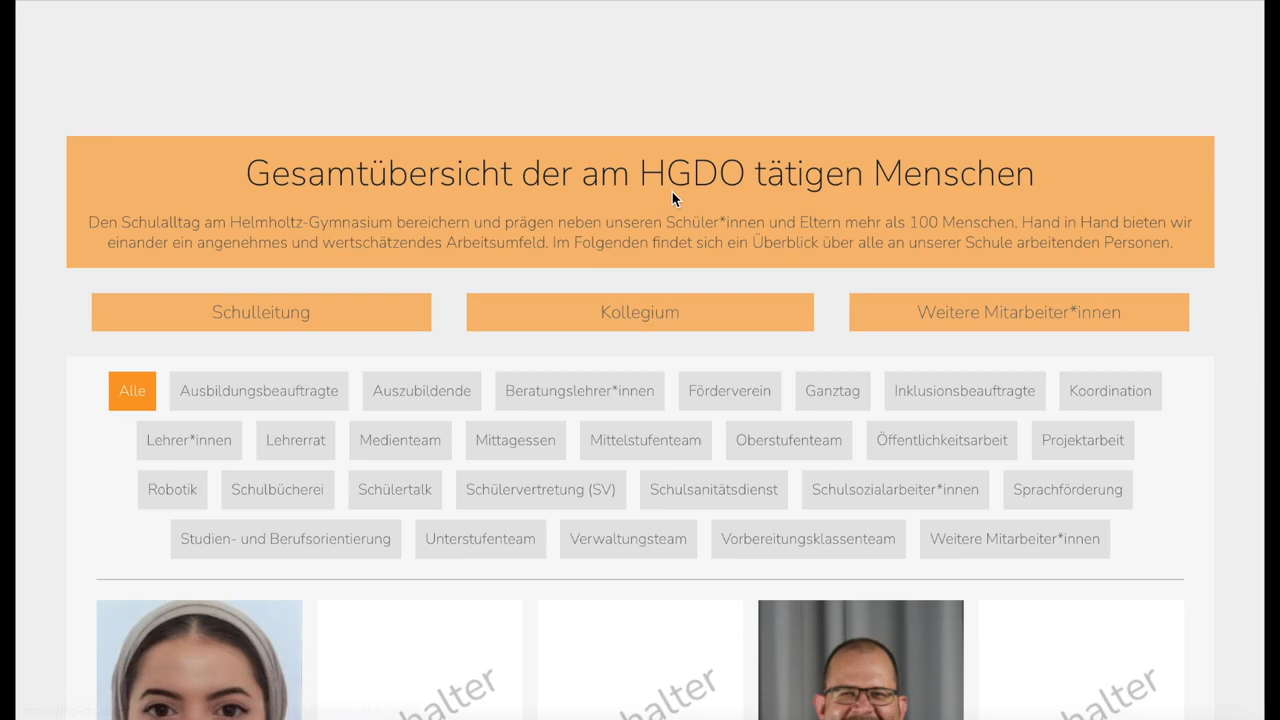 Gesamtübersicht der am HGDO tätigen Menschen
Den Schulalltag am Helmholtz-Gymnasium bereichern und prägen neben unseren Schüler*innen und Eltern mehr als 100 Menschen. Hand in Hand bieten wir
einander ein angenehmes und wertschätzendes Arbeitsumfeld. Im Folgenden findet sich ein Überblick über alle an unserer Schule arbeitenden Personen.
Schulleitung Kollegium Weitere Mitarbeiter*innen
Alle Ausbildungsbeauftragte Auszubildende Beratungslehrer*innen Förderverein Ganztag Inklusionsbeauftragte Koordination
Lehrer*innen Lehrerrat Medienteam Mittagessen Mittelstufenteam Oberstufenteam Öffentlichkeitsarbeit Projektarbeit
Robotik Schulbücherei Schülertalk Schülervertretung (SV) Schulsanitätsdienst Schulsozialarbeiter*innen Sprachförderung
Studien- und Berufsorientierung Unterstufenteam Verwaltungsteam Vorbereitungsklassenteam Weitere Mitarbeiter*innen
halter halter halter